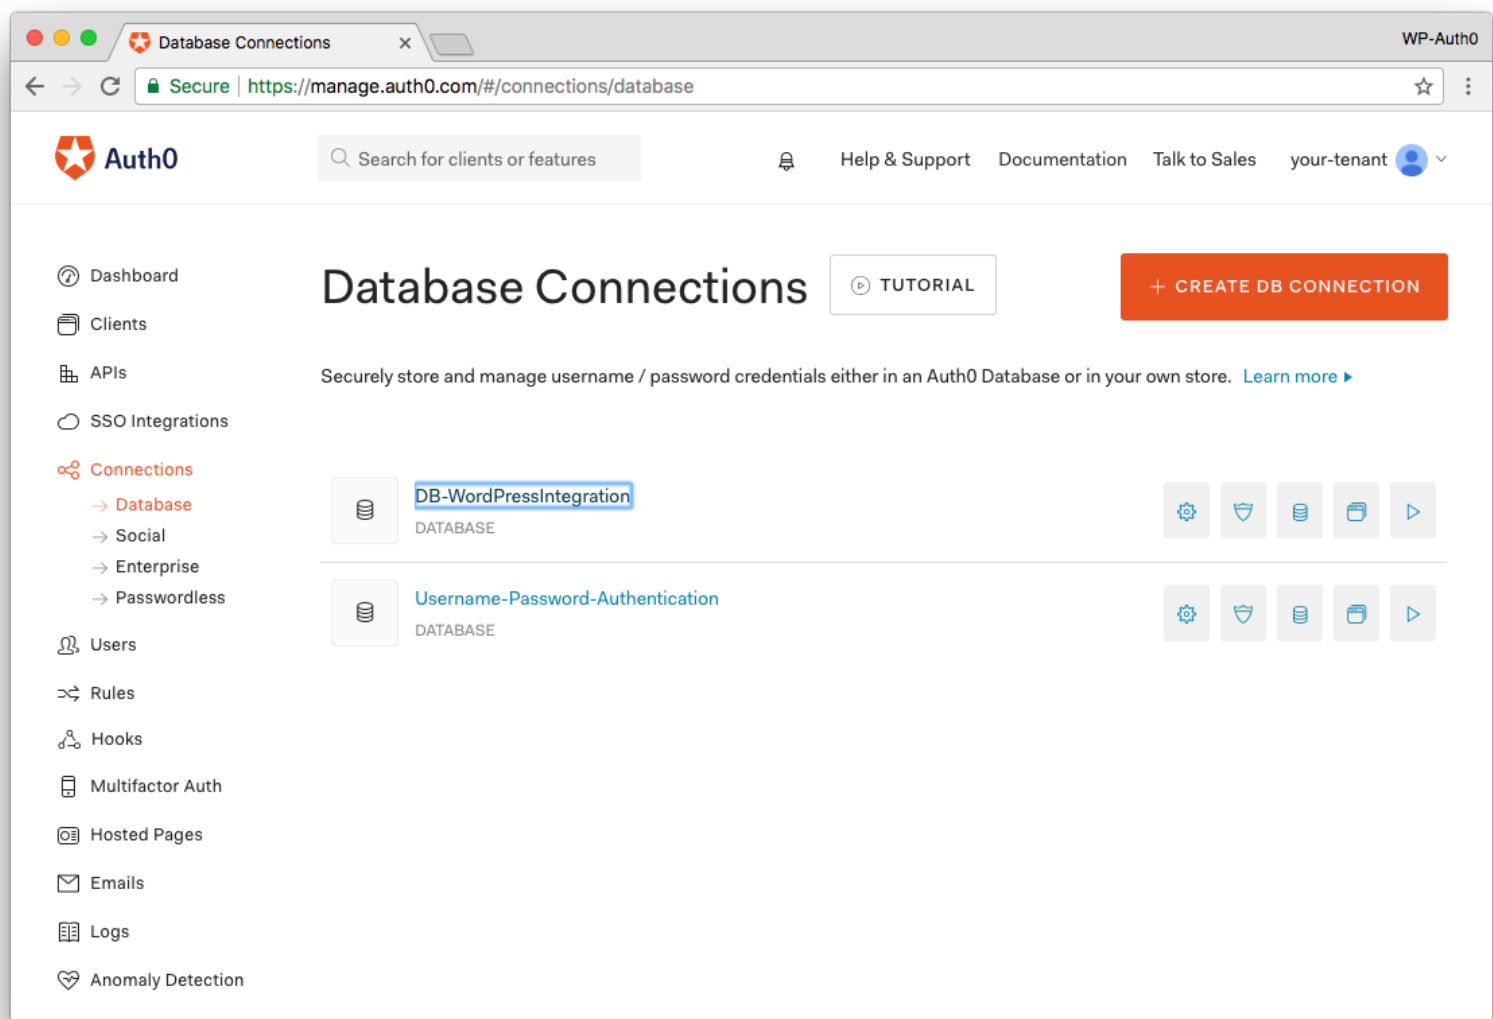 Database Connections
WP-Auth0
Secure https://manage.auth0.com/#/connections/database
Auth0
Search for clients or features
Help & Support
Documentation
Talk to Sales
your-tenant
Dashboard
Clients
APIs
SSO Integrations
Connections
Database
Social
Enterprise
Passwordless
Users
Rules
Hooks
Multifactor Auth
Hosted Pages
Emails
Logs
Anomaly Detection
Database Connections
TUTORIAL
+ CREATE DB CONNECTION
Securely store and manage username / password credentials either in an Auth0 Database or in your own store. Learn more
DB-WordPressIntegration
DATABASE
Username-Password-Authentication
DATABASE